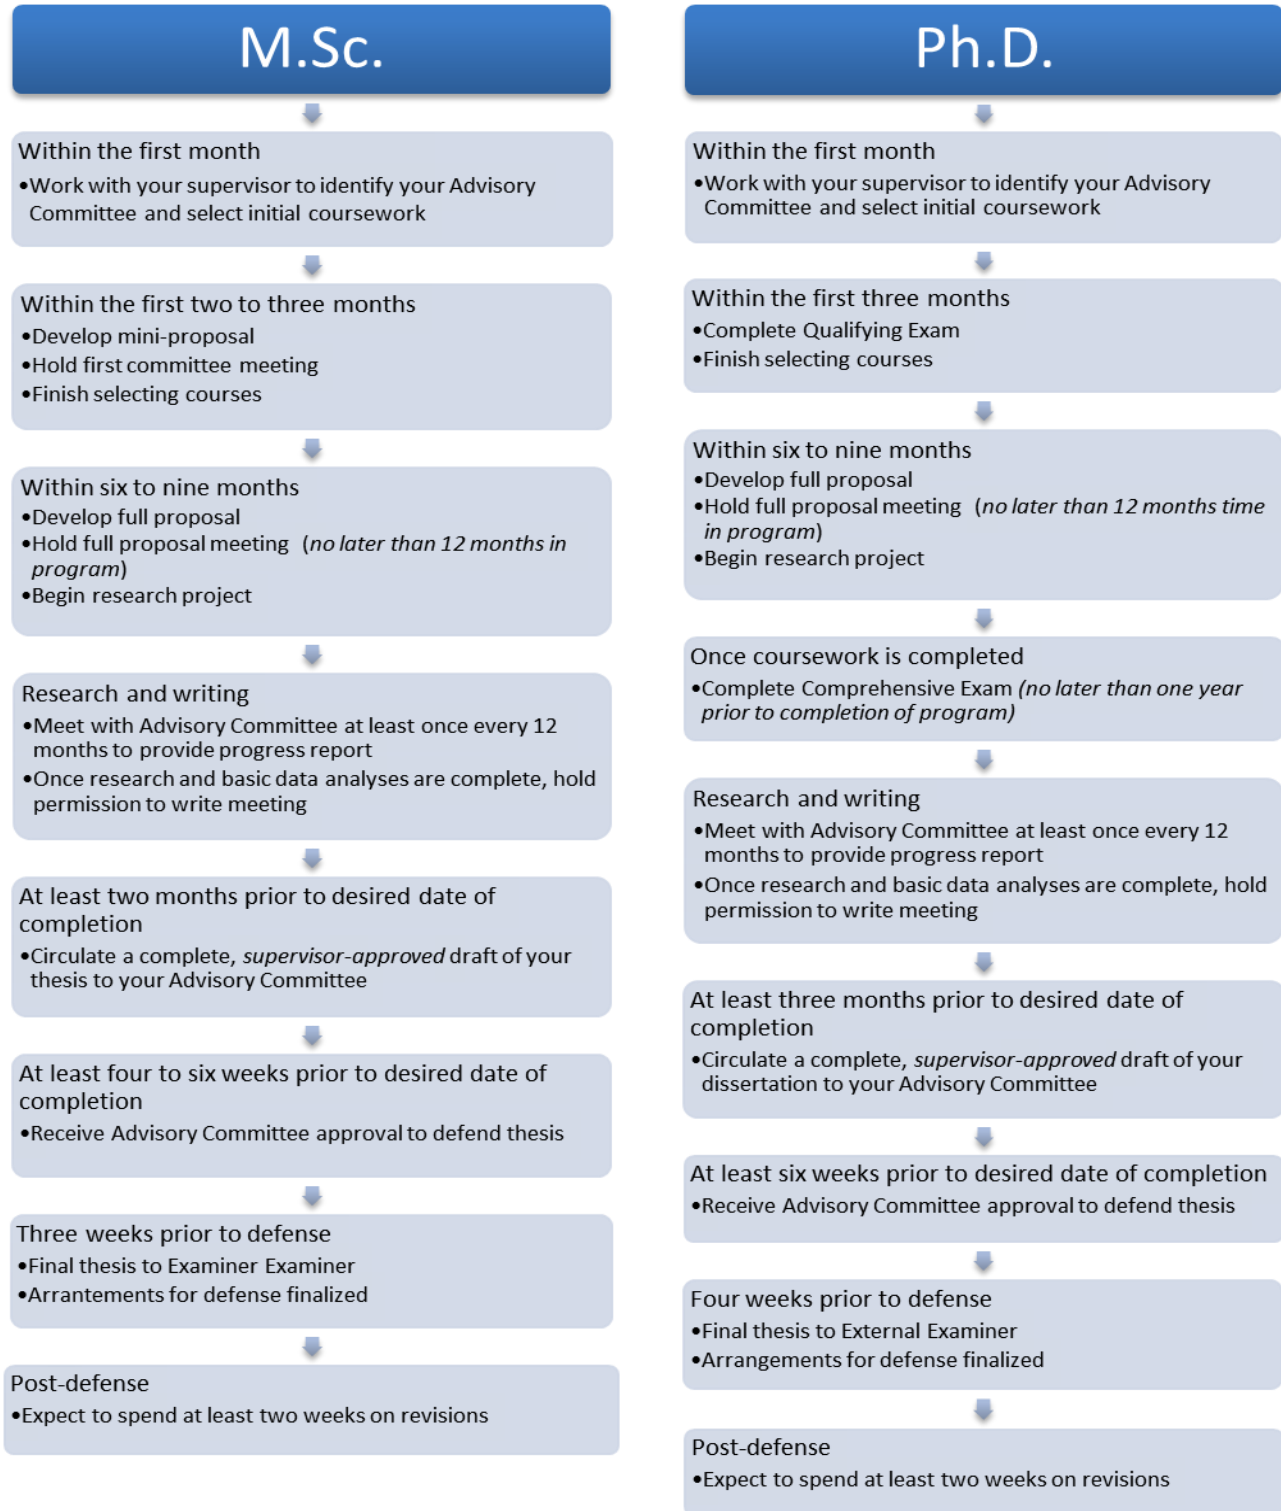 M.Sc.
Within the first month
•Work with your supervisor to identify your Advisory
Committee and select initial coursework
Within the first two to three months
•Develop mini-proposal
•Hold first committee meeting
•Finish selecting courses
Within six to nine months
•Develop full proposal
•Hold full proposal meeting (no later than 12 months in
program)
•Begin research project
Research and writing
•Meet with Advisory Committee at least once every 12
months to provide progress report
•Once research and basic data analyses are complete, hold
permission to write meeting
At least two months prior to desired date of
completion
•Circulate a complete, supervisor-approved draft of your
thesis to your Advisory Committee
At least four to six weeks prior to desired date of
completion
•Receive Advisory Committee approval to defend thesis
Three weeks prior to defense
•Final thesis to Examiner Examiner
•Arrantements for defense finalized
Post-defense
•Expect to spend at least two weeks on revisions
Ph.D.
Within the first month
•Work with your supervisor to identify your Advisory
Committee and select initial coursework
Within the first three months
•Complete Qualifying Exam
•Finish selecting courses
Within six to nine months
•Develop full proposal
•Hold full proposal meeting (no later than 12 months time
in program)
•Begin research project
Once coursework is completed
•Complete Comprehensive Exam (no later than one year
prior to completion of program)
Research and writing
•Meet with Advisory Committee at least once every 12
months to provide progress report
•Once research and basic data analyses are complete, hold
permission to write meeting
At least three months prior to desired date of
completion
•Circulate a complete, supervisor-approved draft of your
dissertation to your Advisory Committee
At least six weeks prior to desired date of completion
•Receive Advisory Committee approval to defend thesis
Four weeks prior to defense
•Final thesis to External Examiner
•Arrangements for defense finalized
Post-defense
•Expect to spend at least two weeks on revisions